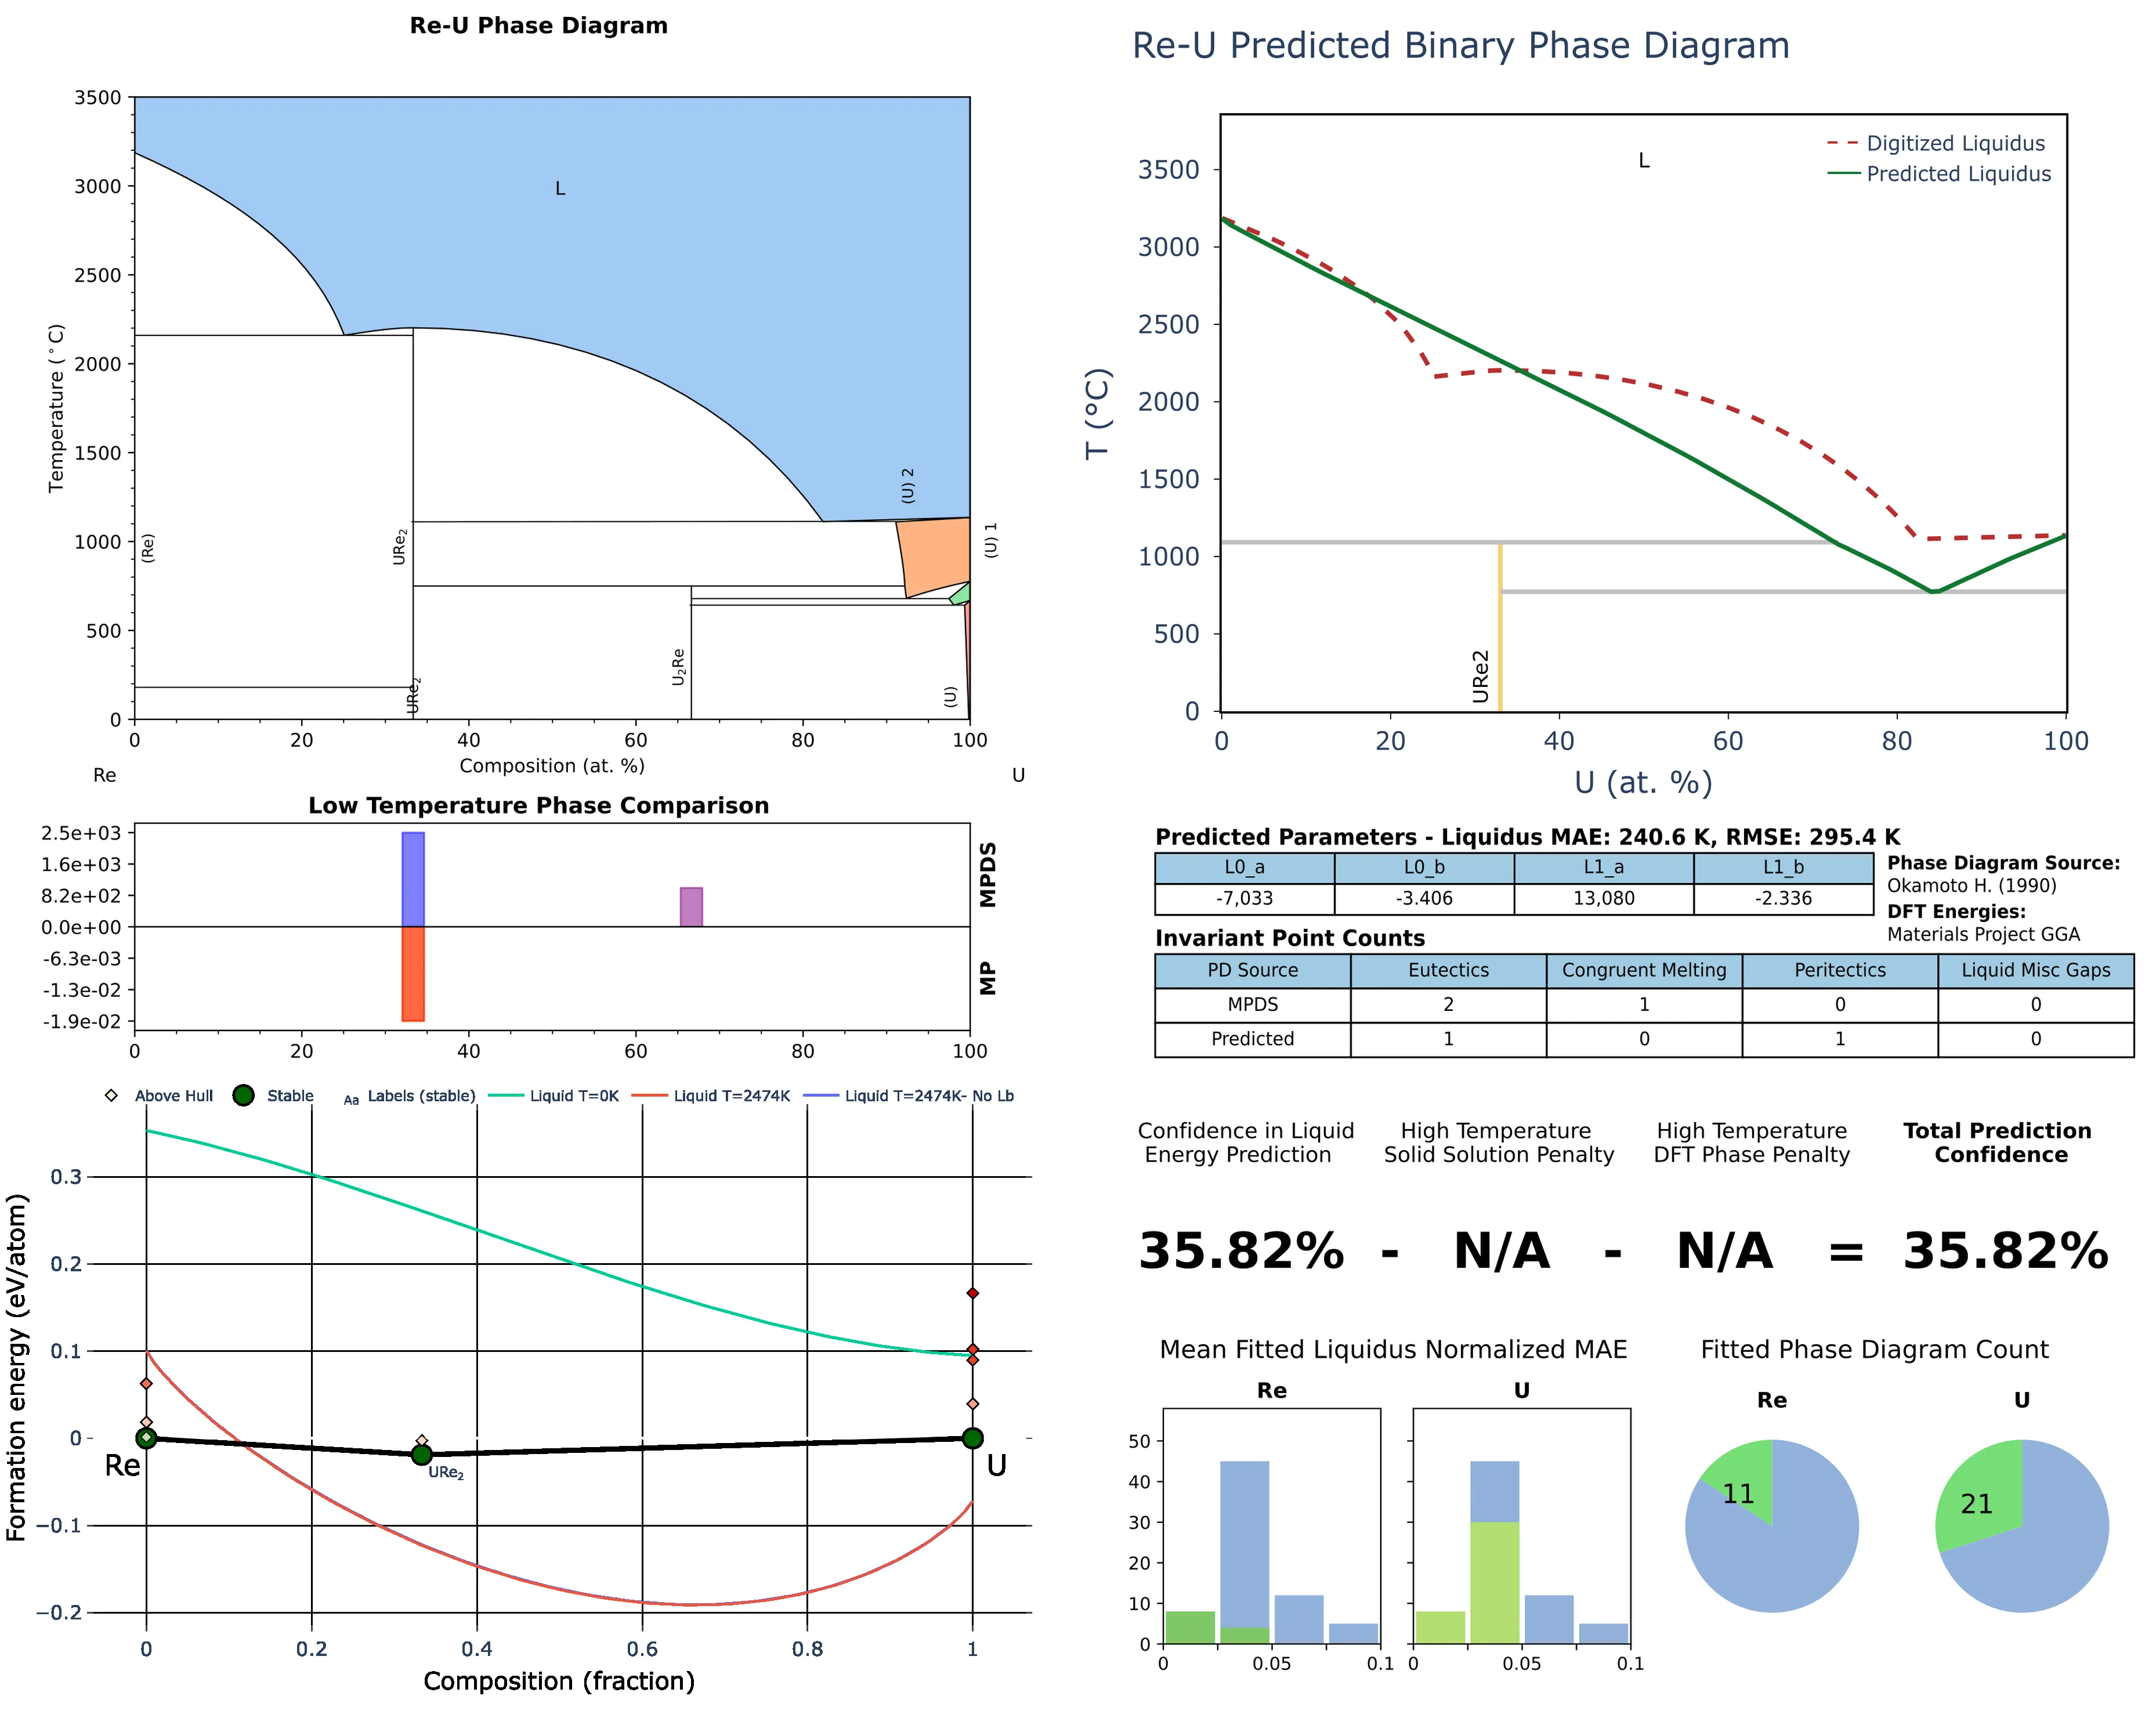 Re-U Phase Diagram
3500
3000
2500
2000
1500
1000
500
0
Temperature (°C)
L
(Re)
URe2
URe2
U2Re
(U) 2
(U) 1
(U)
0 20 40 60 80 100
Composition (at. %)
Re U
Re-U Predicted Binary Phase Diagram
L
Digitized Liquidus
Predicted Liquidus
3500
3000
2500
2000
1500
1000
500
0
T (°C)
URe2
0 20 40 60 80 100
U (at. %)
Low Temperature Phase Comparison
2.5e+03
1.6e+03
8.2e+02
0.0e+00
-6.3e-03
-1.3e-02
-1.9e-02
MPDS
MP
0 20 40 60 80 100
Predicted Parameters - Liquidus MAE: 240.6 K, RMSE: 295.4 K
L0_a L0_b L1_a L1_b
-7,033 -3.406 13,080 -2.336
Phase Diagram Source:
Okamoto H. (1990)
DFT Energies:
Materials Project GGA
Invariant Point Counts
PD Source Eutectics Congruent Melting Peritectics Liquid Misc Gaps
MPDS 2 1 0 0
Predicted 1 0 1 0
Above Hull Stable Aa Labels (stable) Liquid T=0K Liquid T=2474K Liquid T=2474K- No Lb
0.3
0.2
0.1
0
−0.1
−0.2
Formation energy (eV/atom)
Re
URe2
U
0 0.2 0.4 0.6 0.8 1
Composition (fraction)
Confidence in Liquid
Energy Prediction
High Temperature
Solid Solution Penalty
High Temperature
DFT Phase Penalty
Total Prediction
Confidence
35.82% - N/A - N/A = 35.82%
Mean Fitted Liquidus Normalized MAE
Re U
50
40
30
20
10
0
0 0.05 0.1
0 0.05 0.1
Fitted Phase Diagram Count
Re U
11 21